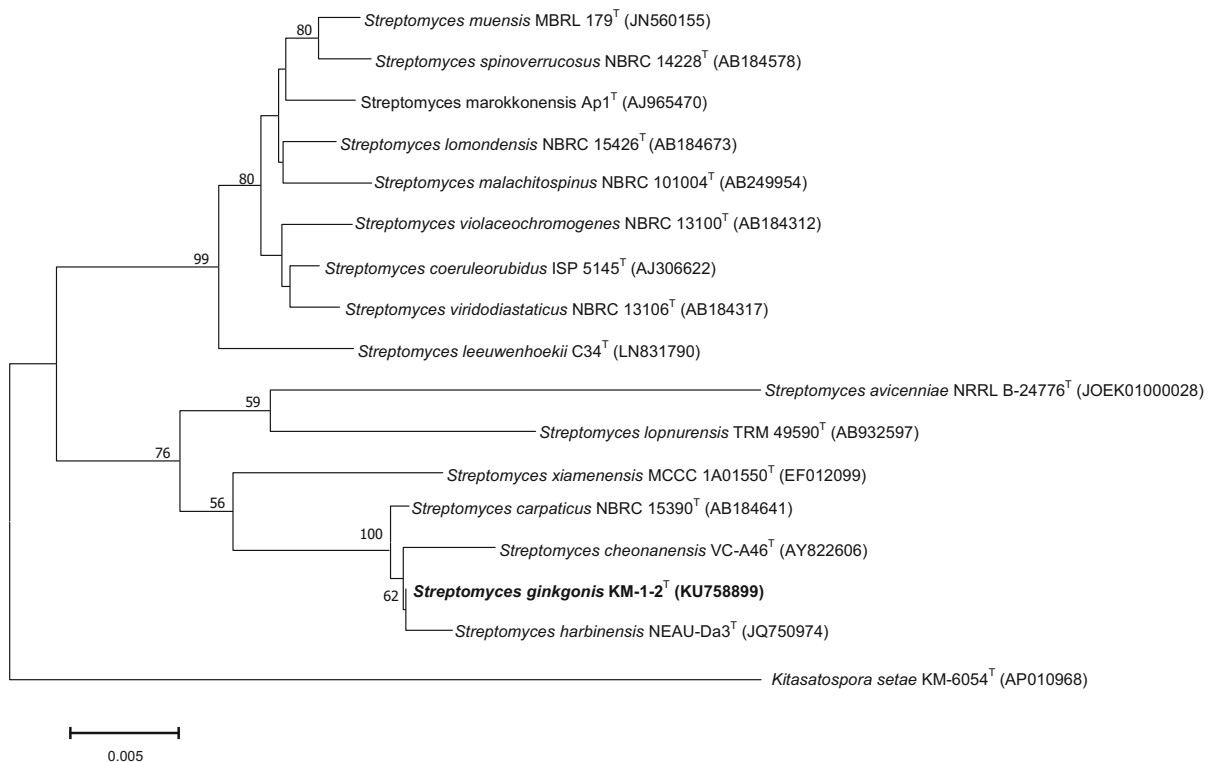 Streptomyces muensis MBRL 179T (JN560155)
80
Streptomyces spinoverrucosus NBRC 14228T (AB184578)
Streptomyces marokkonensis Ap1T (AJ965470)
Streptomyces lomondensis NBRC 15426T (AB184673)
80
Streptomyces malachitospinus NBRC 101004T (AB249954)
Streptomyces violaceochromogenes NBRC 13100T (AB184312)
99
Streptomyces coeruleorubidus ISP 5145T (AJ306622)
Streptomyces viridodiastaticus NBRC 13106T (AB184317)
Streptomyces leeuwenhoekii C34T (LN831790)
Streptomyces avicenniae NRRL B-24776T (JOEK01000028)
59
Streptomyces lopnurensis TRM 49590T (AB932597)
76
Streptomyces xiamenensis MCCC 1A01550T (EF012099)
56
Streptomyces carpaticus NBRC 15390T (AB184641)
100
Streptomyces cheonanensis VC-A46T (AY822606)
Streptomyces ginkgonis KM-1-2T (KU758899)
62
Streptomyces harbinensis NEAU-Da3T (JQ750974)
Kitasatospora setae KM-6054T (AP010968)
0.005